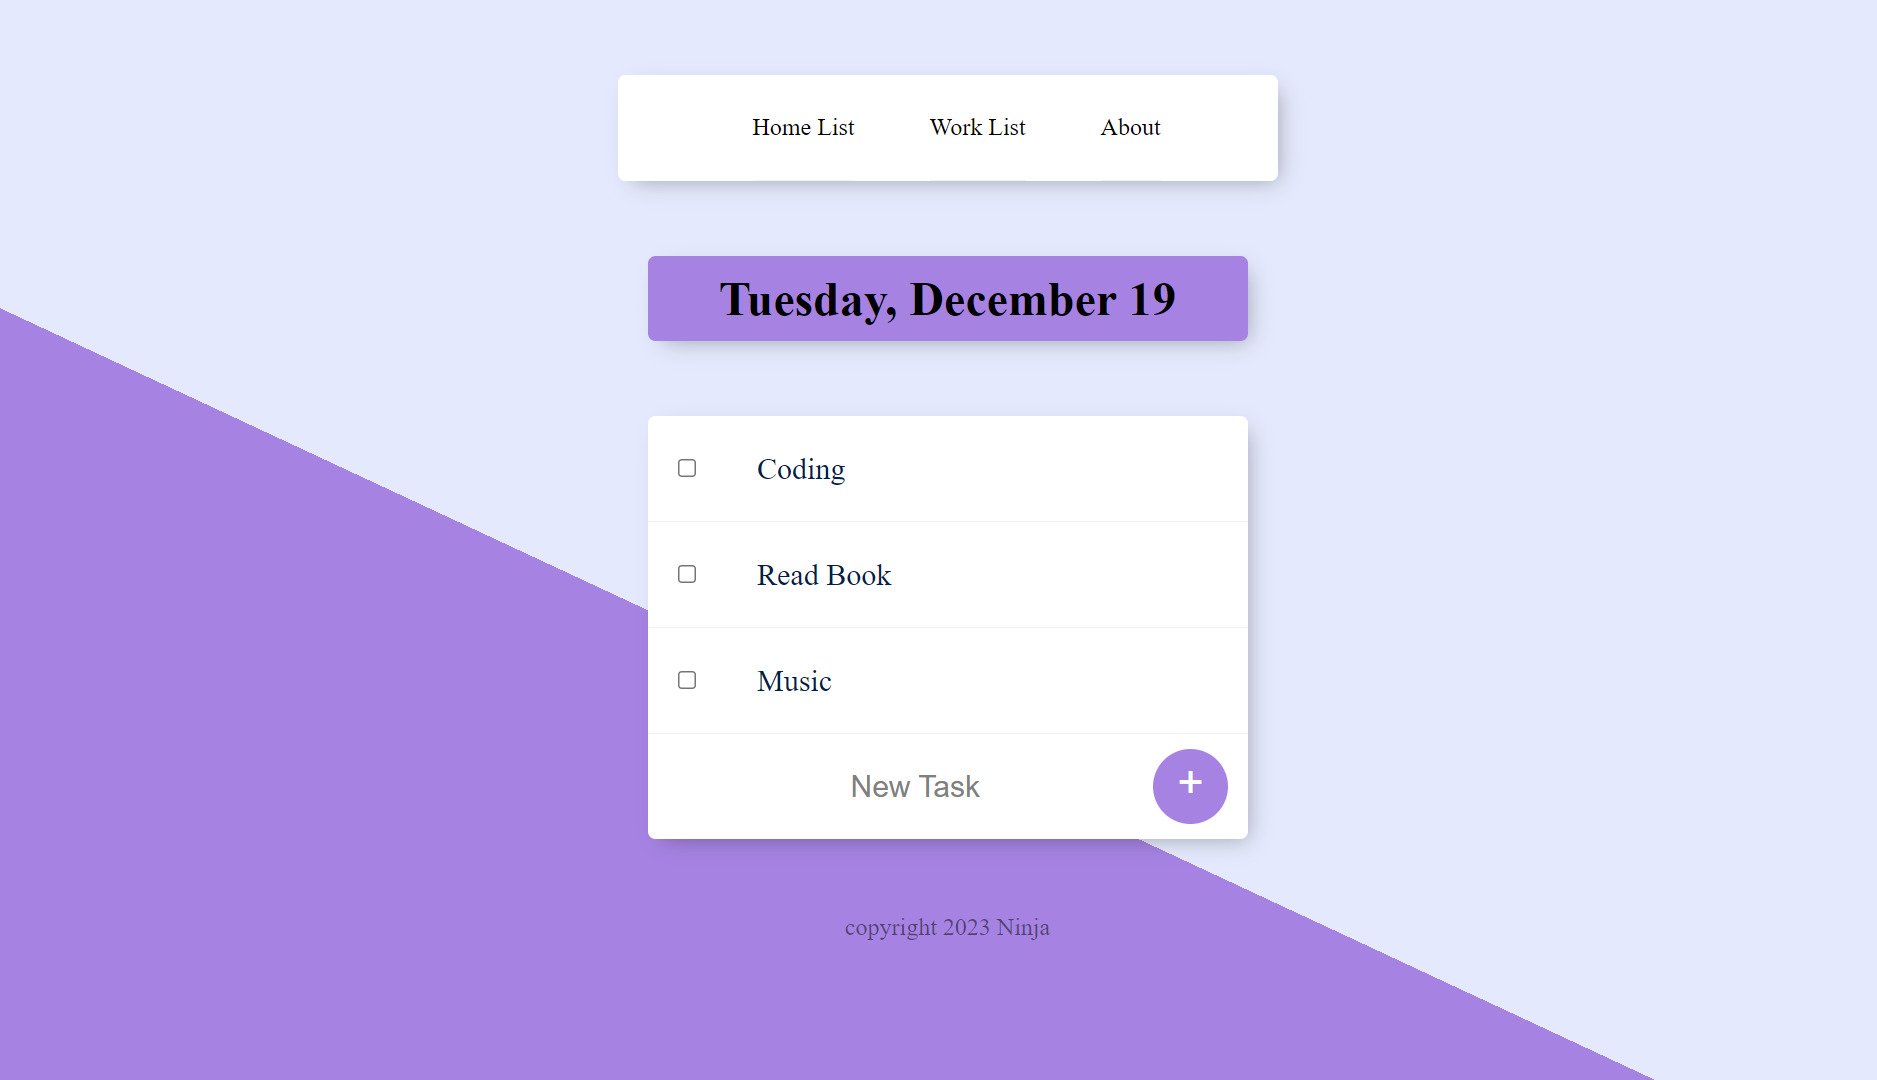 Home List Work List About
Tuesday, December 19
Coding
Read Book
Music
New Task +
copyright 2023 Ninja